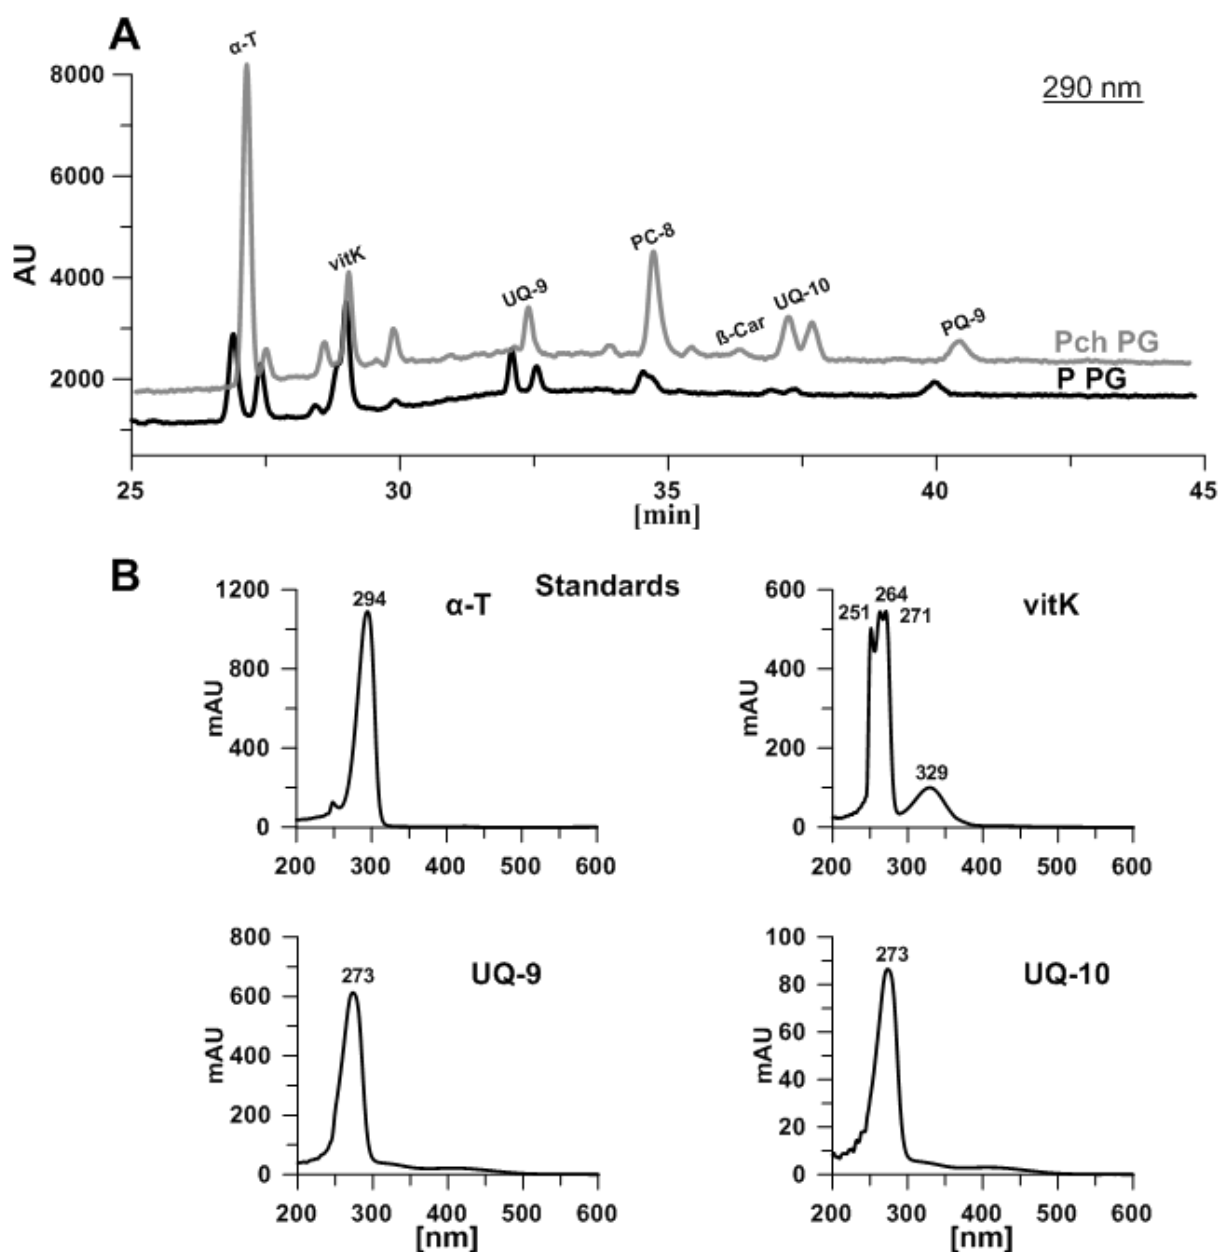 A
α-T
290 nm
8000
6000
PC-8
vitK
UQ-9
UQ-10
ß-Car
PQ-9
AU
4000
Pch PG
P PG
2000
25 30 35 40 45
[min]
B
Standards
1200 294 α-T
800
mAU
400
0
200 300 400 500 600
600 251 264 271 vitK
400
mAU
200
329
0
200 300 400 500 600
800 273 UQ-9
600
mAU
400
200
0
200 300 400 500 600
[nm]
100 273 UQ-10
80
60
mAU
40
20
0
200 300 400 500 600
[nm]